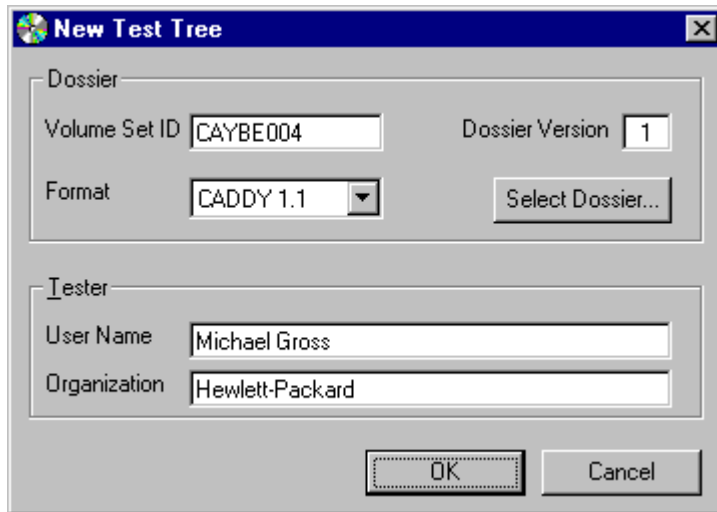 New Test Tree
Dossier
Volume Set ID CAYBE004 Dossier Version 1
Format CADDY 1.1 Select Dossier...
Tester
User Name Michael Gross
Organization Hewlett-Packard
OK Cancel